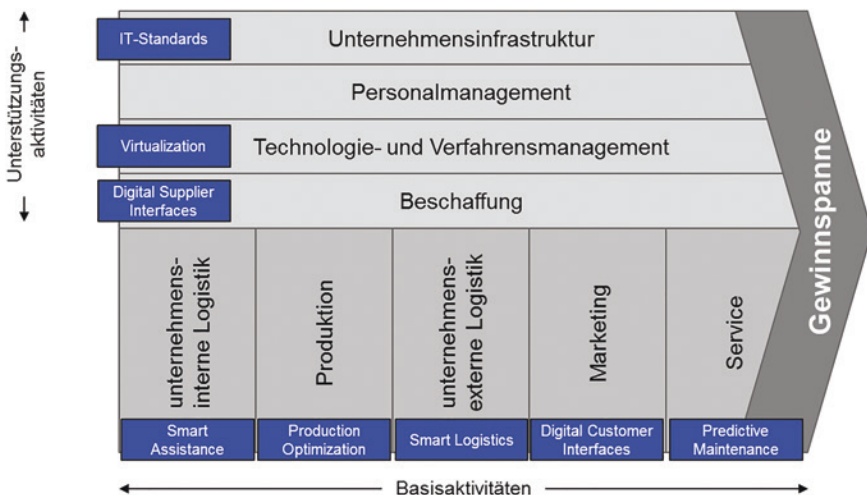 Unterstützungs-
aktivitäten
IT-Standards
Unternehmensinfrastruktur
Personalmanagement
Virtualization
Technologie- und Verfahrensmanagement
Digital Supplier
Interfaces
Beschaffung
unternehmens-
interne Logistik
Produktion
unternehmens-
externe Logistik
Marketing
Service
Gewinnspanne
Smart
Assistance
Production
Optimization
Smart Logistics
Digital Customer
Interfaces
Predictive
Maintenance
Basisaktivitäten